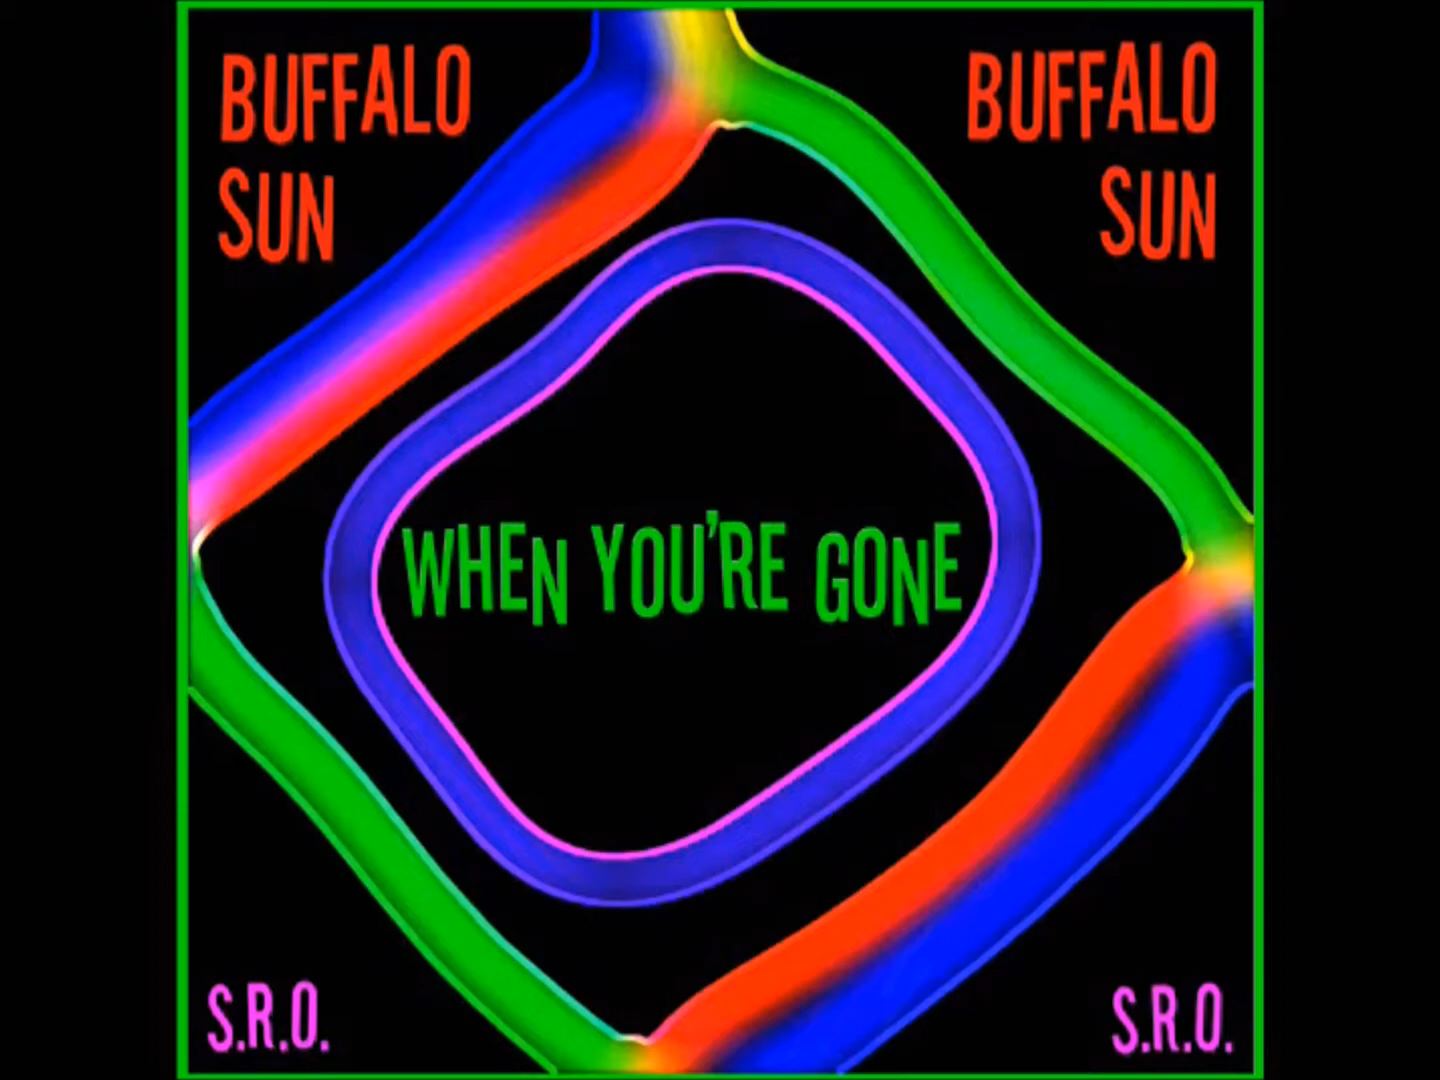 BUFFALO
SUN
BUFFALO
SUN
WHEN YOU'RE GONE
S.R.O.
S.R.O.